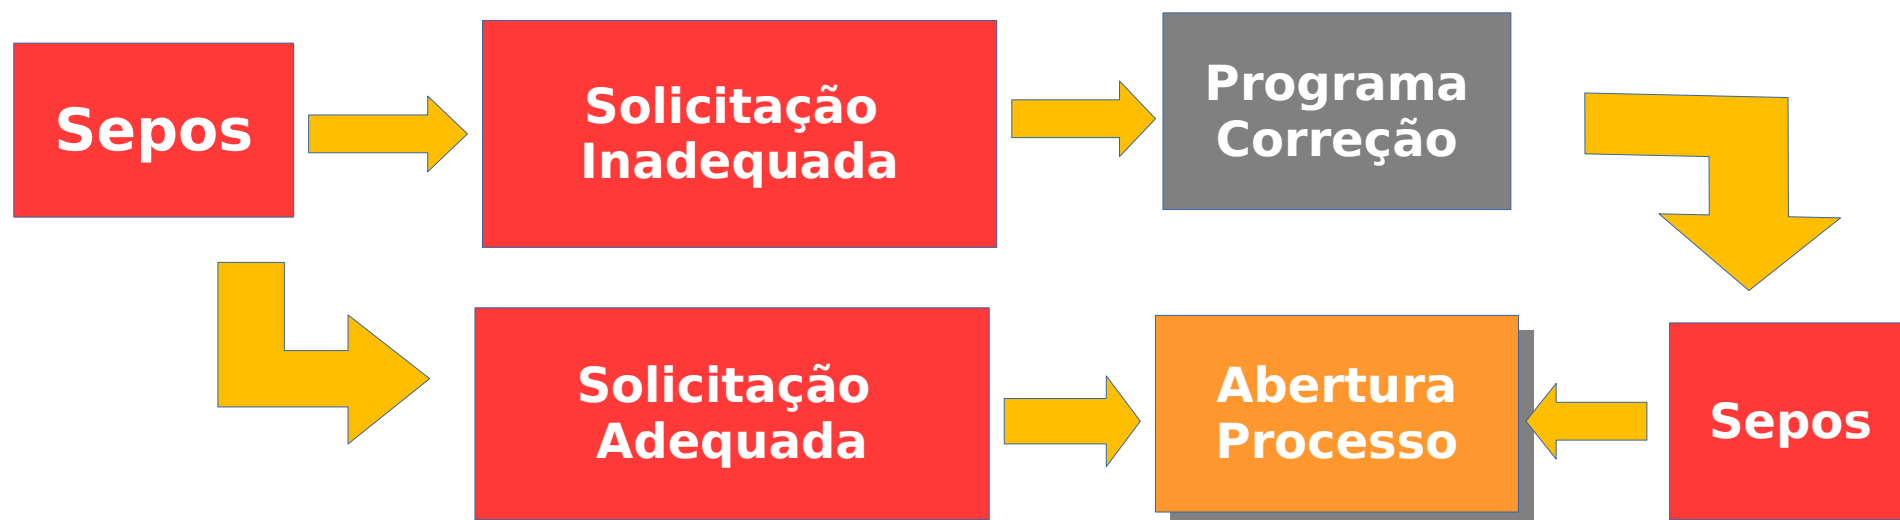 Sepos
Solicitação
Inadequada
Programa
Correção
Solicitação
Adequada
Abertura
Processo
Sepos